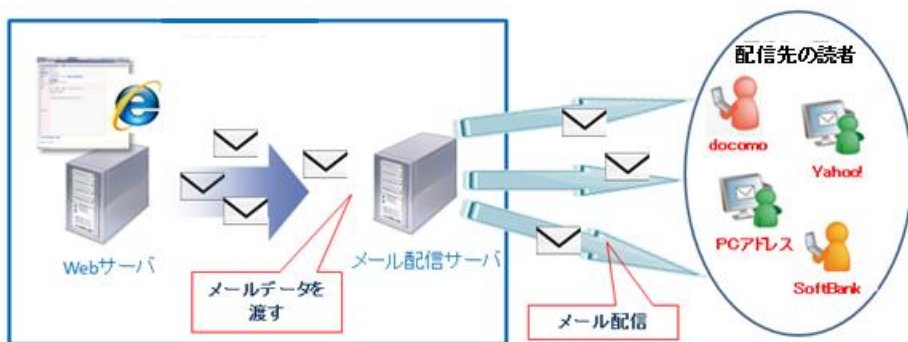 配信先の読者
docomo
Yahoo!
PCアドレス
SoftBank
Webサーバ
メール配信サーバ
メールデータを
渡す
メール配信